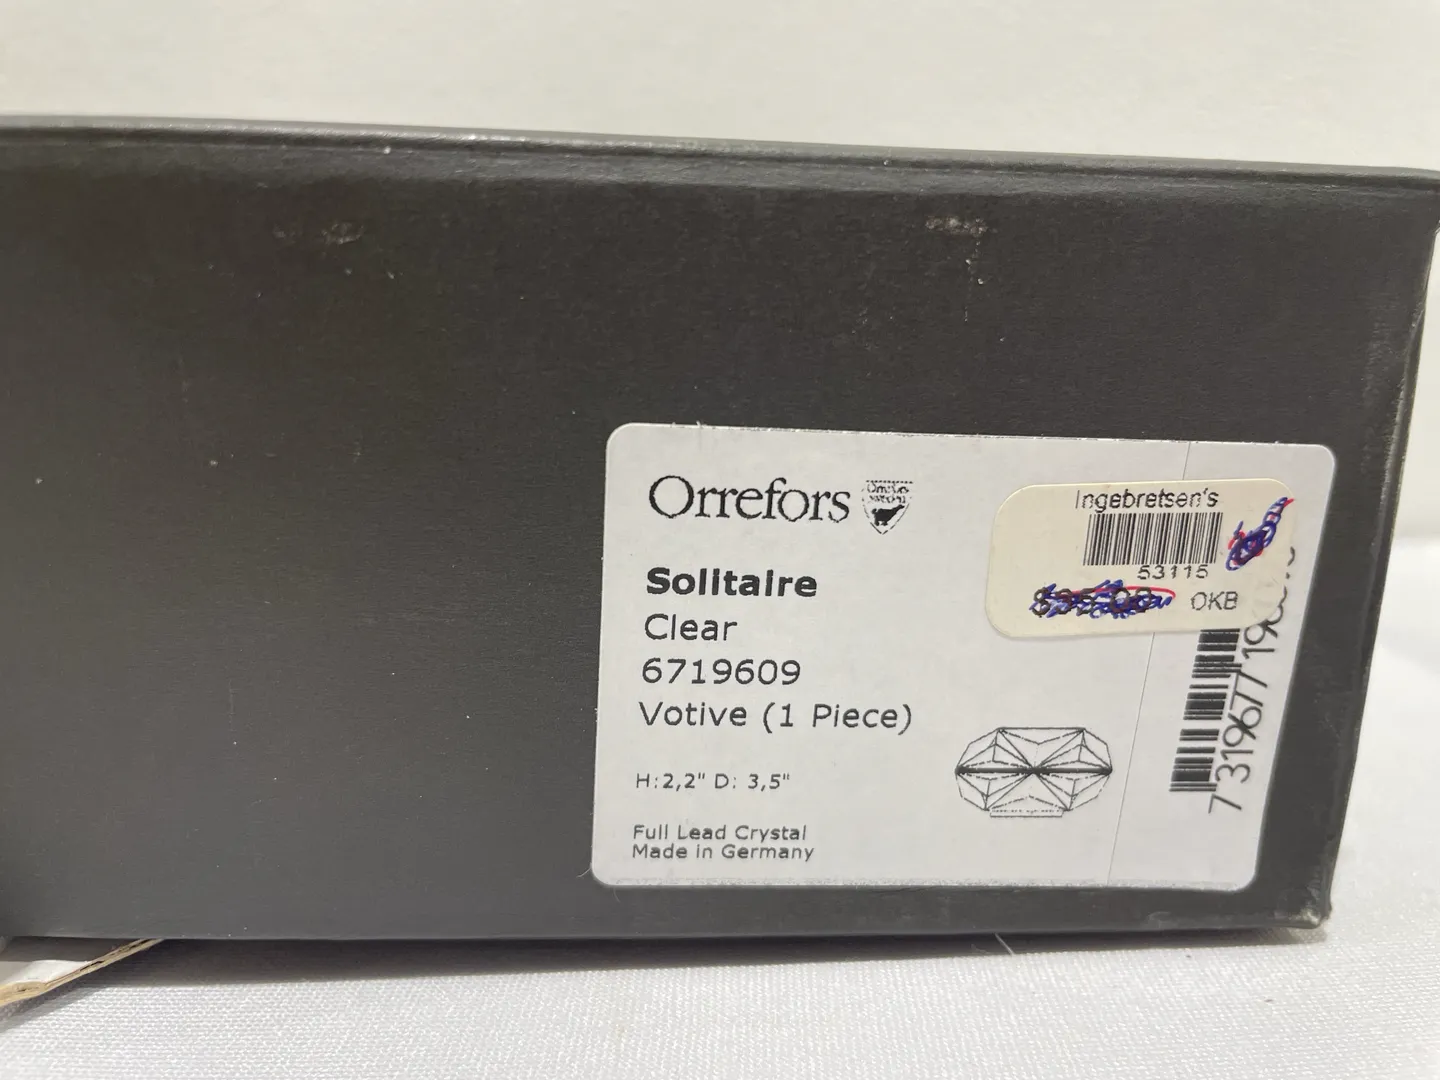 Orrefors
Solitaire
Clear
6719609
Votive (1 Piece)
H:2,2" D: 3,5"
Full Lead Crystal
Made in Germany
Ingebretsen's
53115
OKB